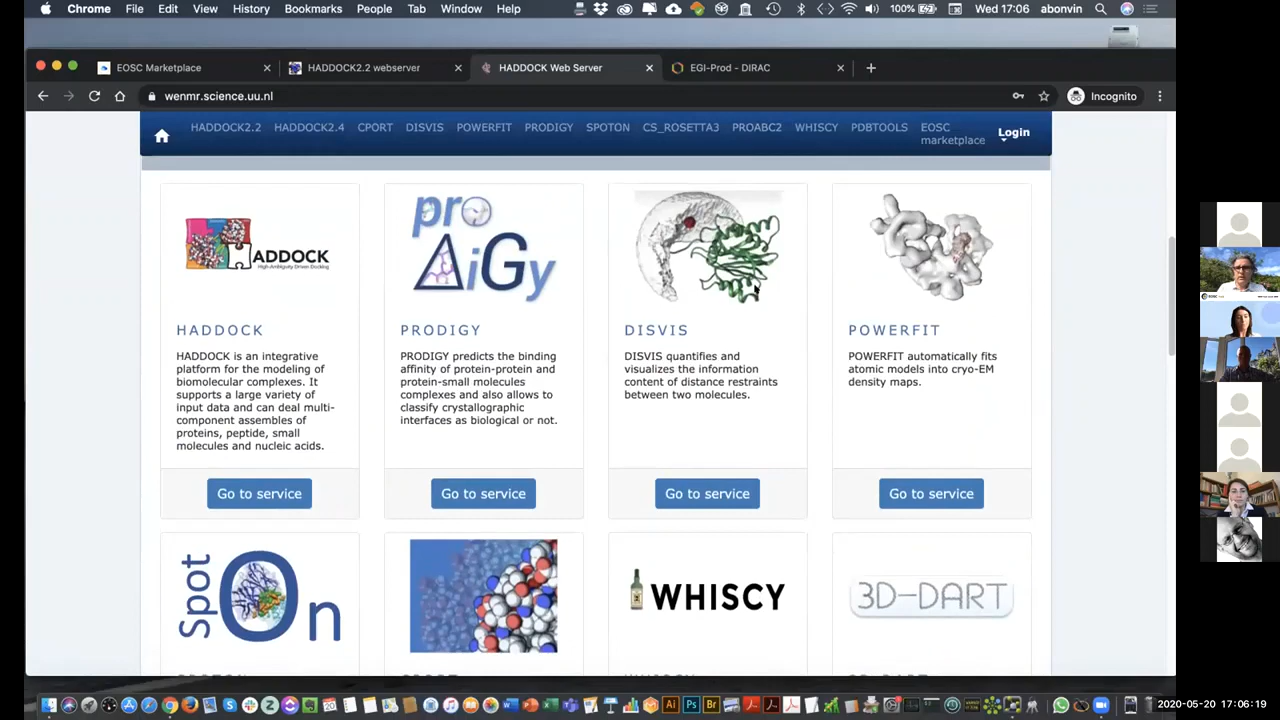 Chrome File Edit View History Bookmarks People Tab Window Help 100% Wed 17:06 abonvin
EOSC Marketplace HADDOCK2.2 webserver HADDOCK Web Server EGI-Prod - DIRAC
wenmr.science.uu.nl Incognito
HADDOCK2.2 HADDOCK2.4 CPORT DISVIS POWERFIT PRODIGY SPOTON CS_ROSETTA3 PROABC2 WHISCY PDBTOOLS EOSC marketplace Login
ADDOCK
High Ambiguity Driven Docking
pro
ΔiGy
HADDOCK
HADDOCK is an integrative
platform for the modeling of
biomolecular complexes. It
supports a large variety of
input data and can deal multi-
component assembles of
proteins, peptide, small
molecules and nucleic acids.
Go to service
PRODIGY
PRODIGY predicts the binding
affinity of protein-protein and
protein-small molecules
complexes and also allows to
classify crystallographic
interfaces as biological or not.
Go to service
DISVIS
DISVIS quantifies and
visualizes the information
content of distance restraints
between two molecules.
Go to service
POWERFIT
POWERFIT automatically fits
atomic models into cryo-EM
density maps.
Go to service
Spot On
WHISCY
3D-DART
2020-05-20 17:06:19